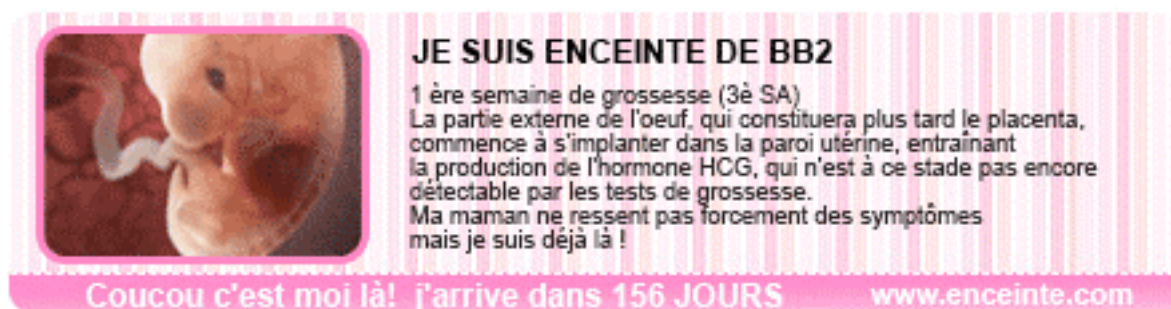 JE SUIS ENCEINTE DE BB2
1 ère semaine de grossesse (3è SA)
La partie externe de l'oeuf, qui constituera plus tard le placenta,
commence à s'implanter dans la paroi utérine, entraînant
la production de l'hormone HCG, qui n'est à ce stade pas encore
détectable par les tests de grossesse.
Ma maman ne ressent pas forcement des symptômes
mais je suis déjà là !
Coucou c'est moi là! j'arrive dans 156 JOURS www.enceinte.com